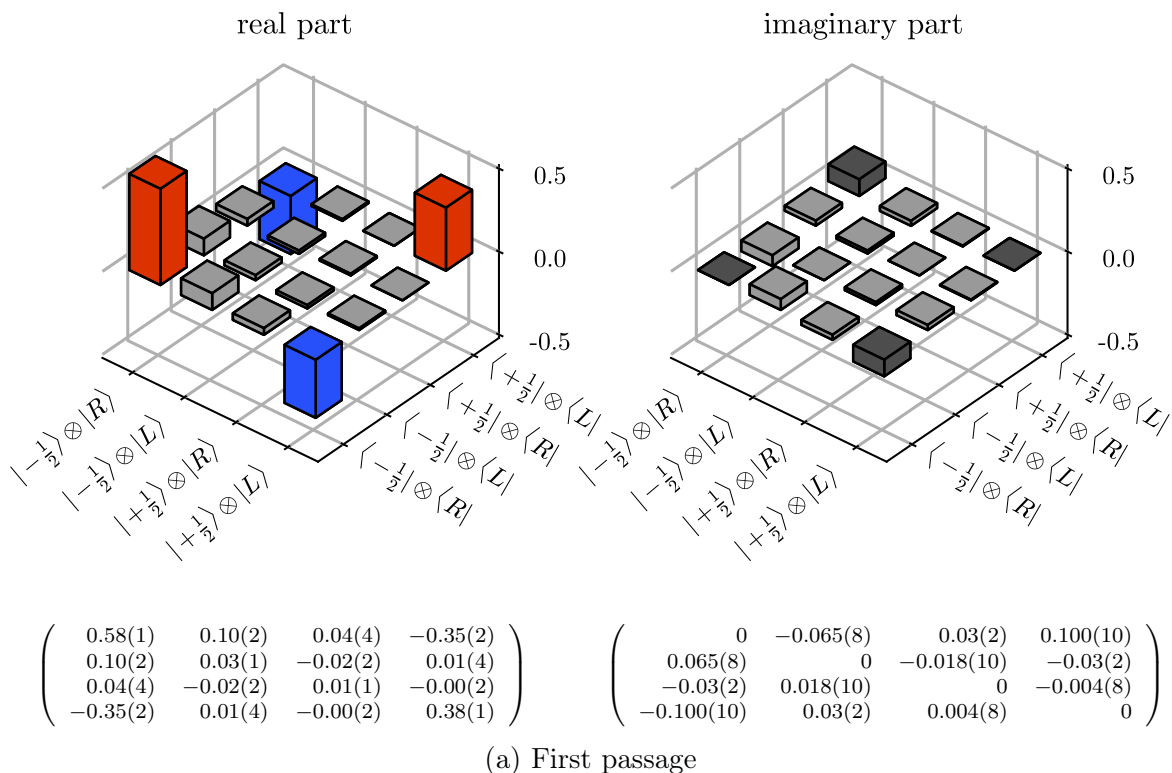 real part
imaginary part
0.5
0.0
-0.5
0.5
0.0
-0.5
|−1/2⟩⊗|R⟩
|−1/2⟩⊗|L⟩
|+1/2⟩⊗|R⟩
|+1/2⟩⊗|L⟩
⟨+1/2|⊗⟨L|
⟨+1/2|⊗⟨R|
⟨−1/2|⊗⟨L|
⟨−1/2|⊗⟨R|
|−1/2⟩⊗|R⟩
|−1/2⟩⊗|L⟩
|+1/2⟩⊗|R⟩
|+1/2⟩⊗|L⟩
⟨+1/2|⊗⟨L|
⟨+1/2|⊗⟨R|
⟨−1/2|⊗⟨L|
⟨−1/2|⊗⟨R|
0.58(1) 0.10(2) 0.04(4) −0.35(2)
0.10(2) 0.03(1) −0.02(2) 0.01(4)
0.04(4) −0.02(2) 0.01(1) −0.00(2)
−0.35(2) 0.01(4) −0.00(2) 0.38(1)
0 −0.065(8) 0.03(2) 0.100(10)
0.065(8) 0 −0.018(10) −0.03(2)
−0.03(2) 0.018(10) 0 −0.004(8)
−0.100(10) 0.03(2) 0.004(8) 0
(a) First passage